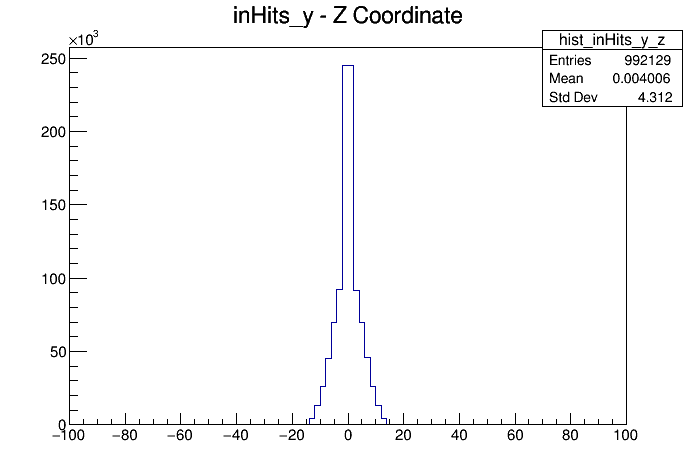 inHits_y - Z Coordinate
×10³
hist_inHits_y_z
Entries 992129
Mean 0.004006
Std Dev 4.312
250
200
150
100
50
0
−100 −80 −60 −40 −20 0 20 40 60 80 100